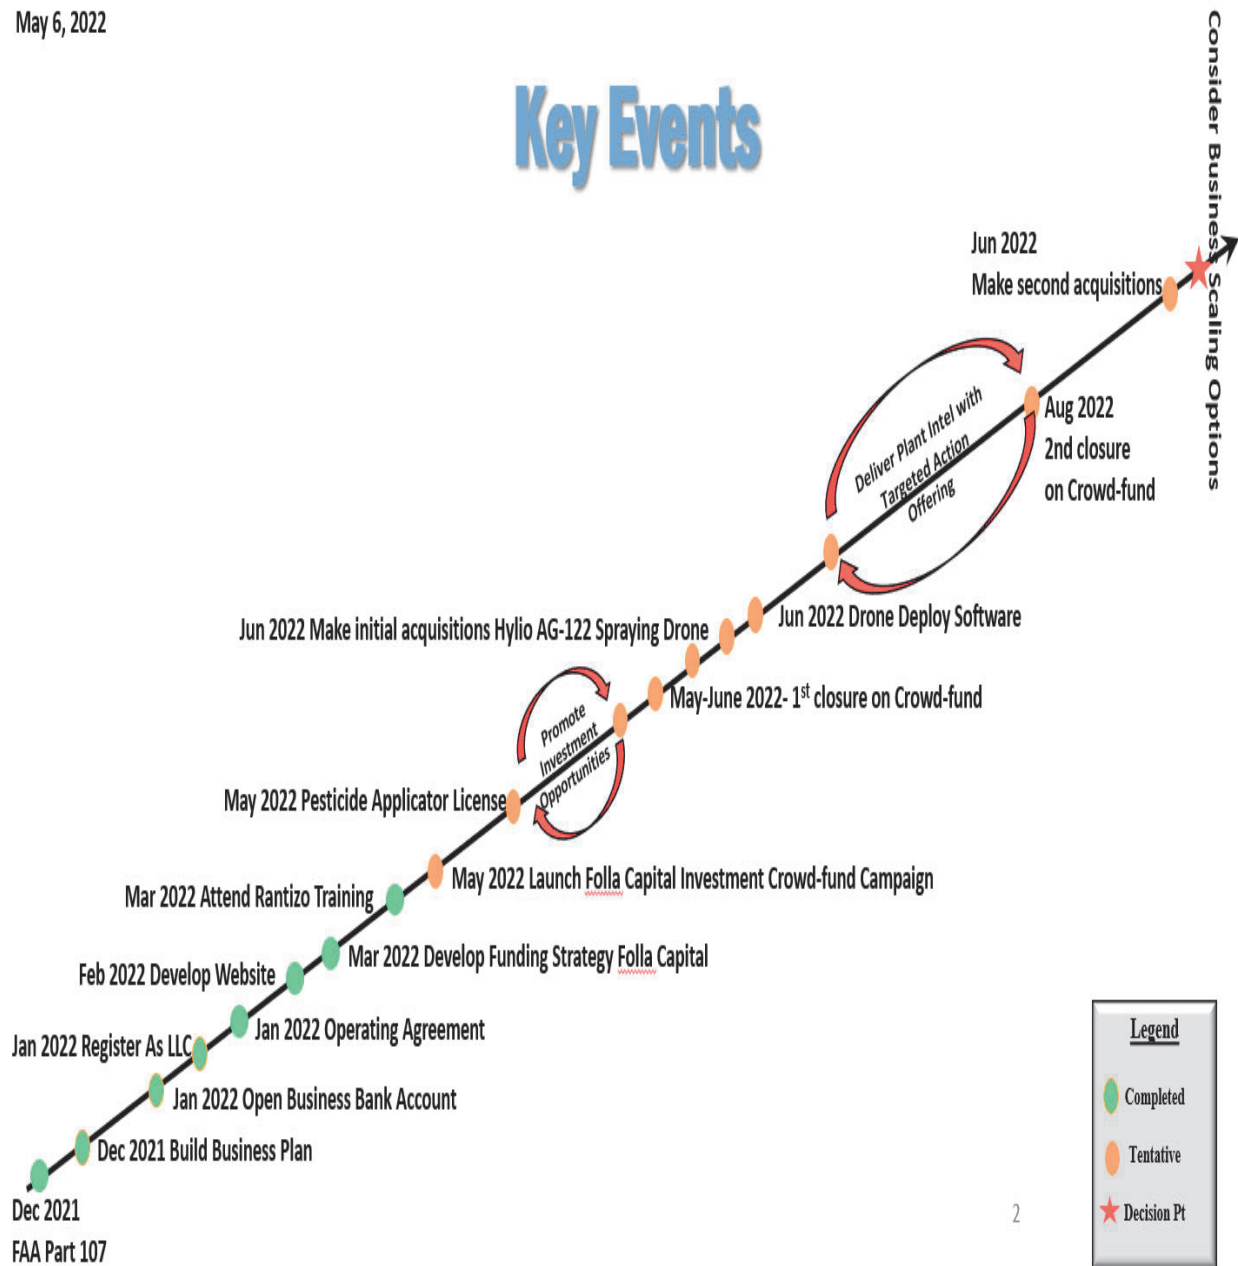 May 6, 2022
Key Events
Consider Business Scaling Options
Jun 2022
Make second acquisitions
Deliver Plant Intel with
Targeted Action
Offering
Aug 2022
2nd closure
on Crowd-fund
Jun 2022 Make initial acquisitions Hylio AG-122 Spraying Drone
Jun 2022 Drone Deploy Software
Promote
Investment
Opportunities
May-June 2022- 1st closure on Crowd-fund
May 2022 Pesticide Applicator License
May 2022 Launch Folla Capital Investment Crowd-fund Campaign
Mar 2022 Attend Rantizo Training
Mar 2022 Develop Funding Strategy Folla Capital
Feb 2022 Develop Website
Jan 2022 Operating Agreement
Jan 2022 Register As LLC
Jan 2022 Open Business Bank Account
Dec 2021 Build Business Plan
Dec 2021
FAA Part 107
Legend
Completed
Tentative
Decision Pt
2